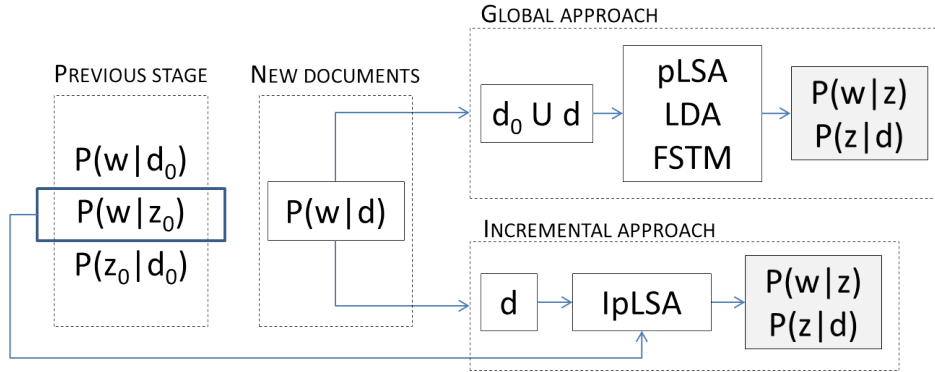 PREVIOUS STAGE
P(w|d₀)
P(w|z₀)
P(z₀|d₀)
NEW DOCUMENTS
P(w|d)
GLOBAL APPROACH
d₀ U d
pLSA
LDA
FSTM
P(w|z)
P(z|d)
INCREMENTAL APPROACH
d
IpLSA
P(w|z)
P(z|d)